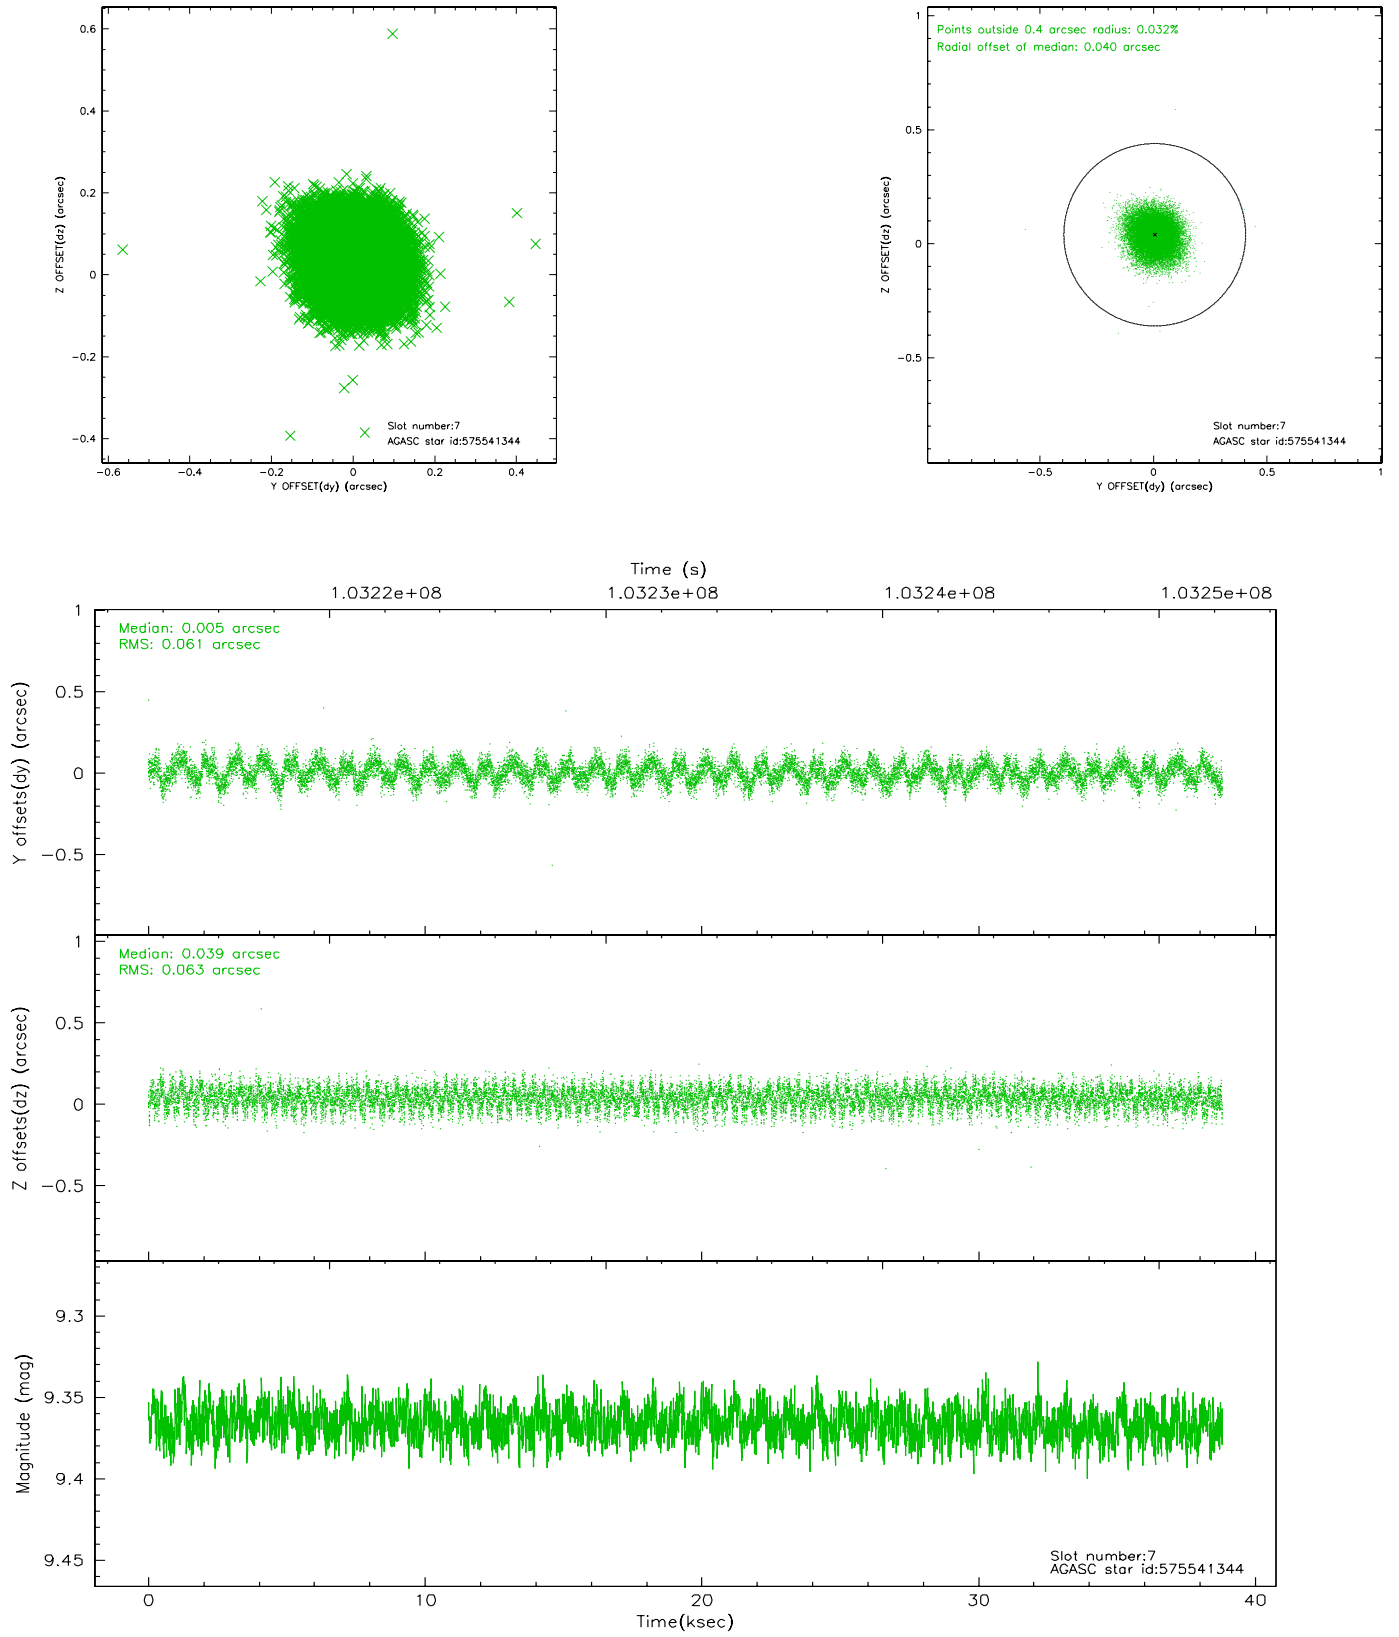 0.6
0.4
0.2
0
−0.2
−0.4
Z OFFSET(dz) (arcsec)
Slot number:7
AGASC star id:575541344
−0.6 −0.4 −0.2 0 0.2 0.4
Y OFFSET(dy) (arcsec)
1
0.5
0
−0.5
Z OFFSET(dz) (arcsec)
Points outside 0.4 arcsec radius: 0.032%
Radial offset of median: 0.040 arcsec
Slot number:7
AGASC star id:575541344
−0.5 0 0.5 1
Y OFFSET(dy) (arcsec)
Time (s)
1.0322e+08 1.0323e+08 1.0324e+08 1.0325e+08
1
0.5
0
−0.5
Y offsets(dy) (arcsec)
Median: 0.005 arcsec
RMS: 0.061 arcsec
1
0.5
0
−0.5
Z offsets(dz) (arcsec)
Median: 0.039 arcsec
RMS: 0.063 arcsec
9.3
9.35
9.4
9.45
Magnitude (mag)
Slot number:7
AGASC star id:575541344
0 10 20 30 40
Time(ksec)